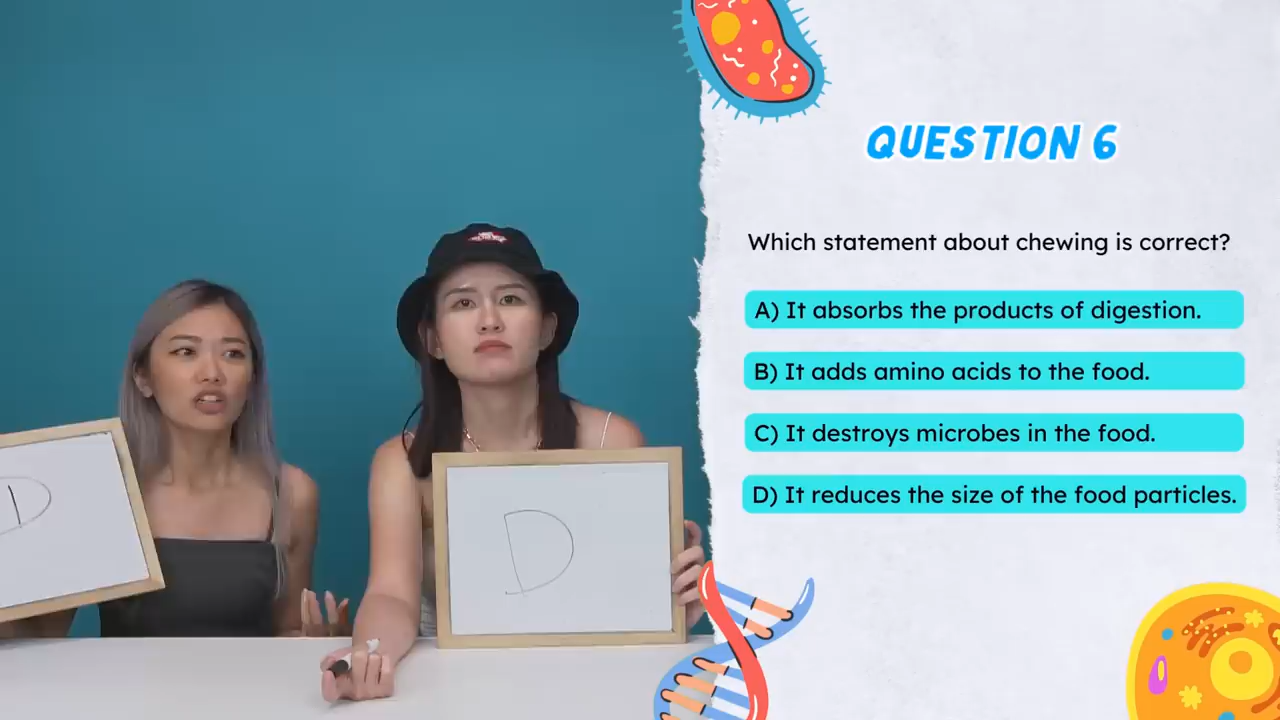 QUESTION 6
Which statement about chewing is correct?
A) It absorbs the products of digestion.
B) It adds amino acids to the food.
C) It destroys microbes in the food.
D) It reduces the size of the food particles.
D
D